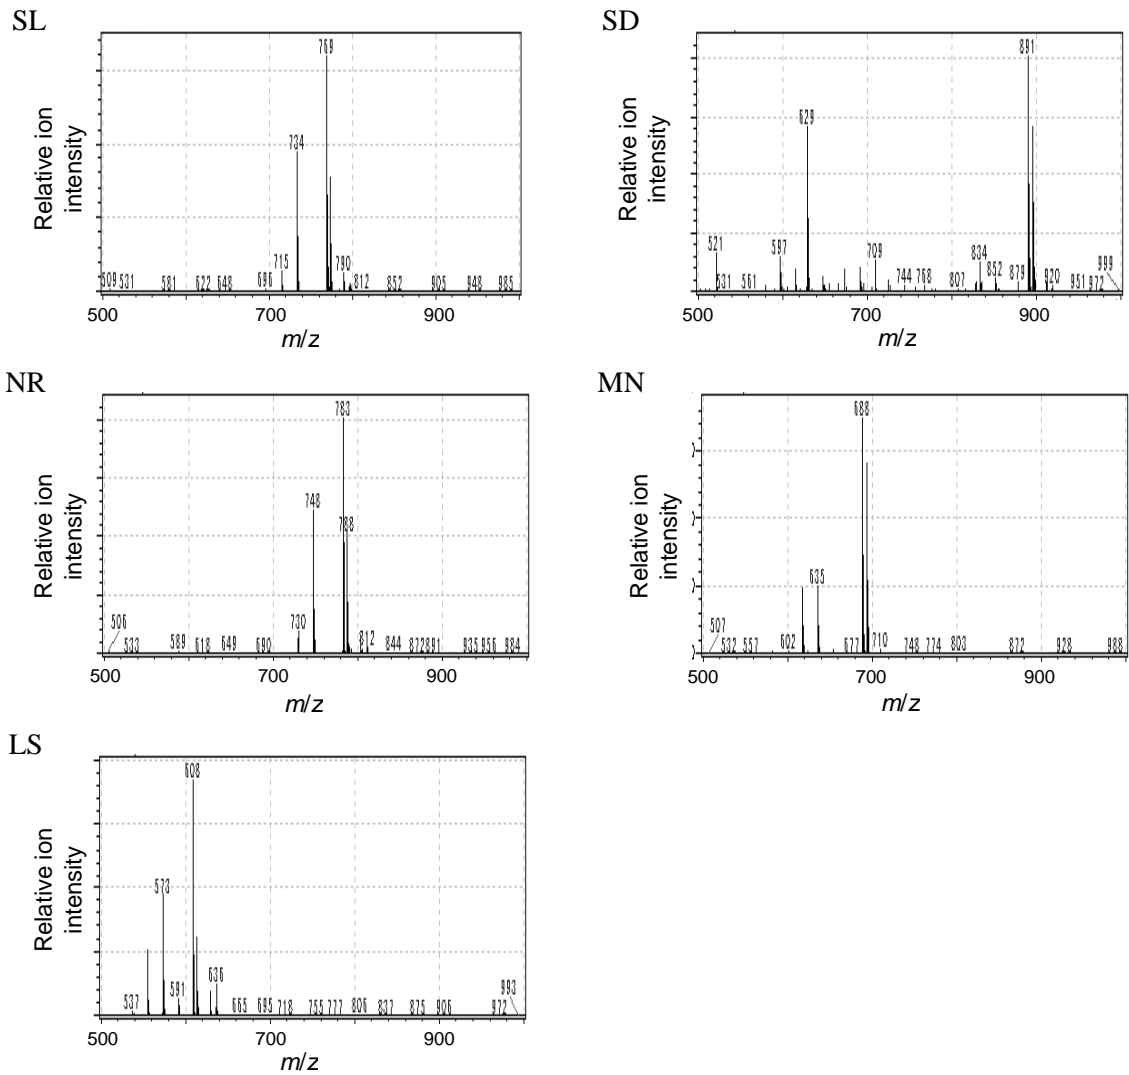 SL
Relative ion
intensity
769
734
715
790
509 531 581 622 648 696 812 852 905 948 985
500 700 900
m/z
SD
Relative ion
intensity
891
629
521
597
709
834
852
999
531 561 744 768 807 879 920 951 972
500 700 900
m/z
NR
Relative ion
intensity
783
748
788
730
506
533 589 618 649 690 812 844 872 891 935 956 984
500 700 900
m/z
MN
Relative ion
intensity
688
635
507
532 557 602 677 710 748 774 803 872 928 988
500 700 900
m/z
LS
Relative ion
intensity
608
573
591
636
993
537 665 695 718 755 777 806 837 875 906 972
500 700 900
m/z